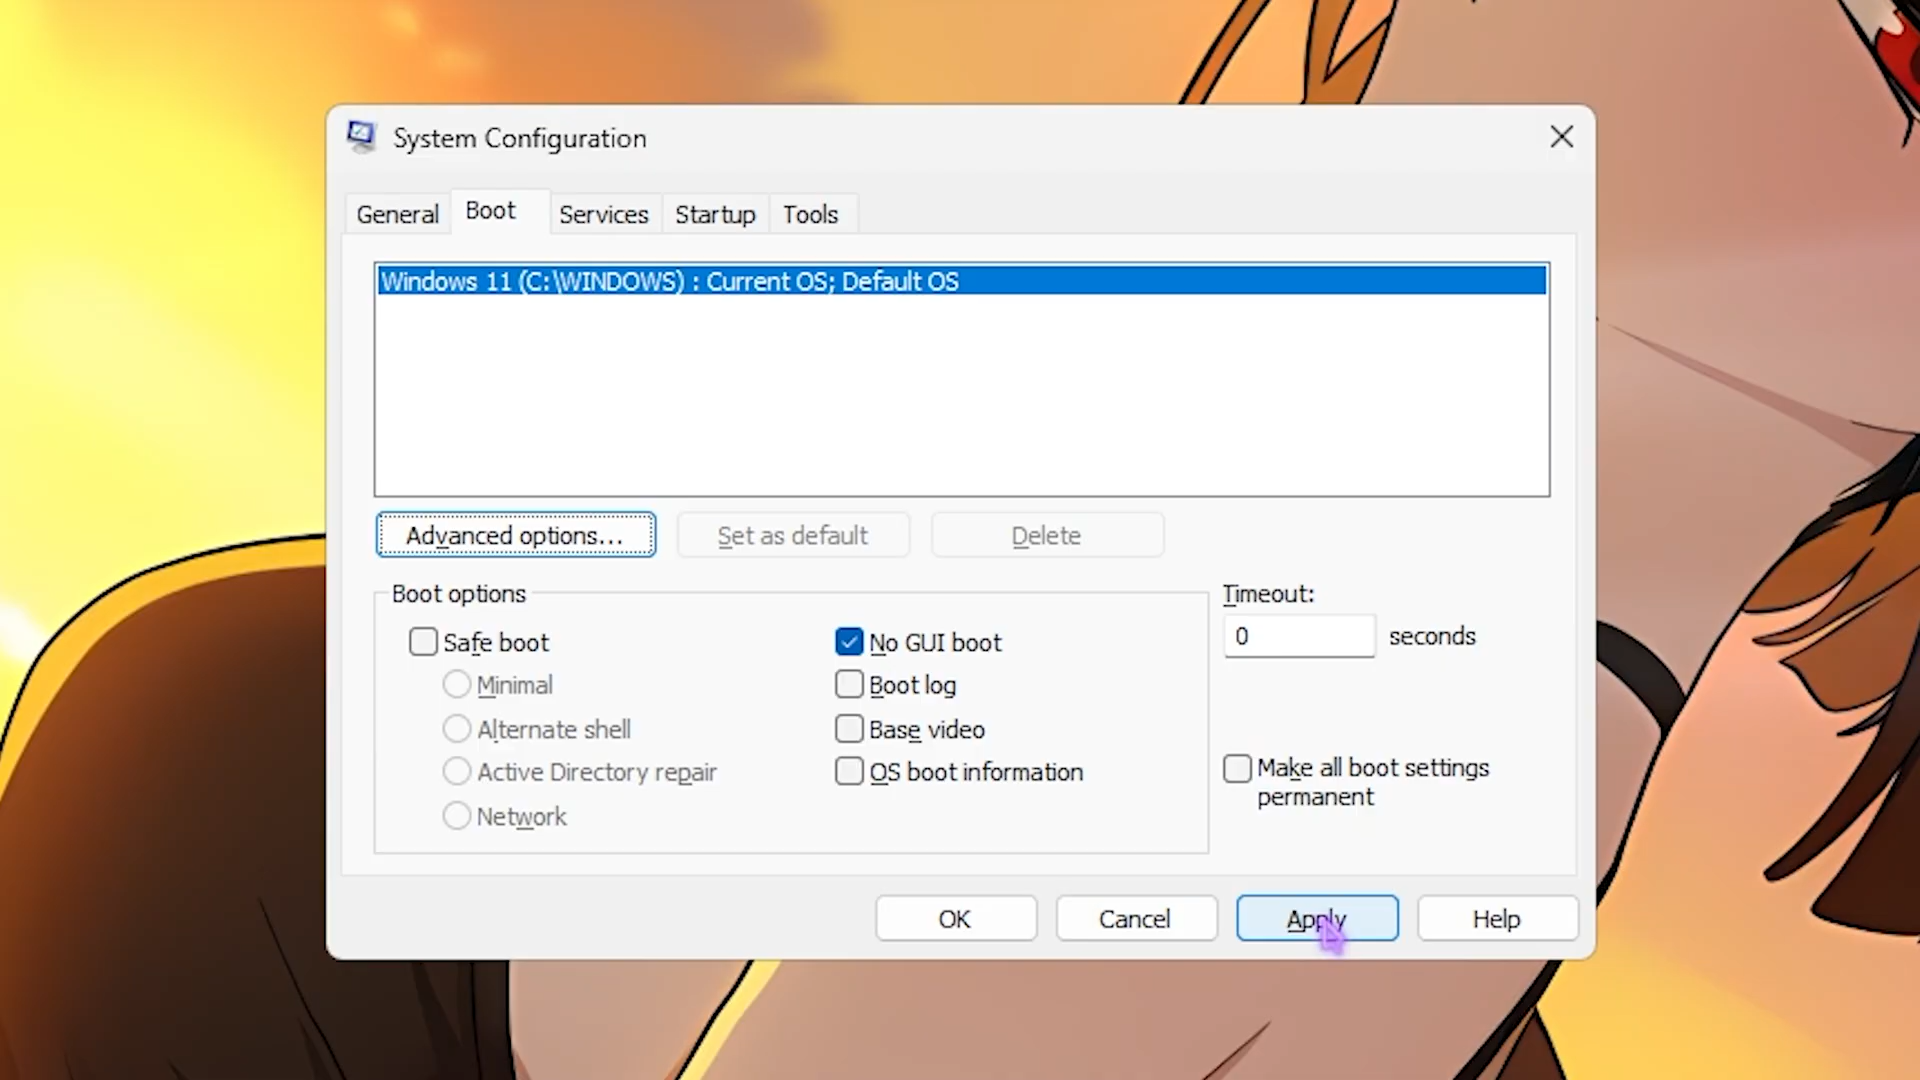 System Configuration
General Boot Services Startup Tools
Windows 11 (C:\WINDOWS) : Current OS; Default OS
Advanced options... Set as default Delete
Boot options Timeout:
0 seconds
Safe boot No GUI boot
Minimal Boot log
Alternate shell Base video
Active Directory repair OS boot information
Network
Make all boot settings
permanent
OK Cancel Apply Help